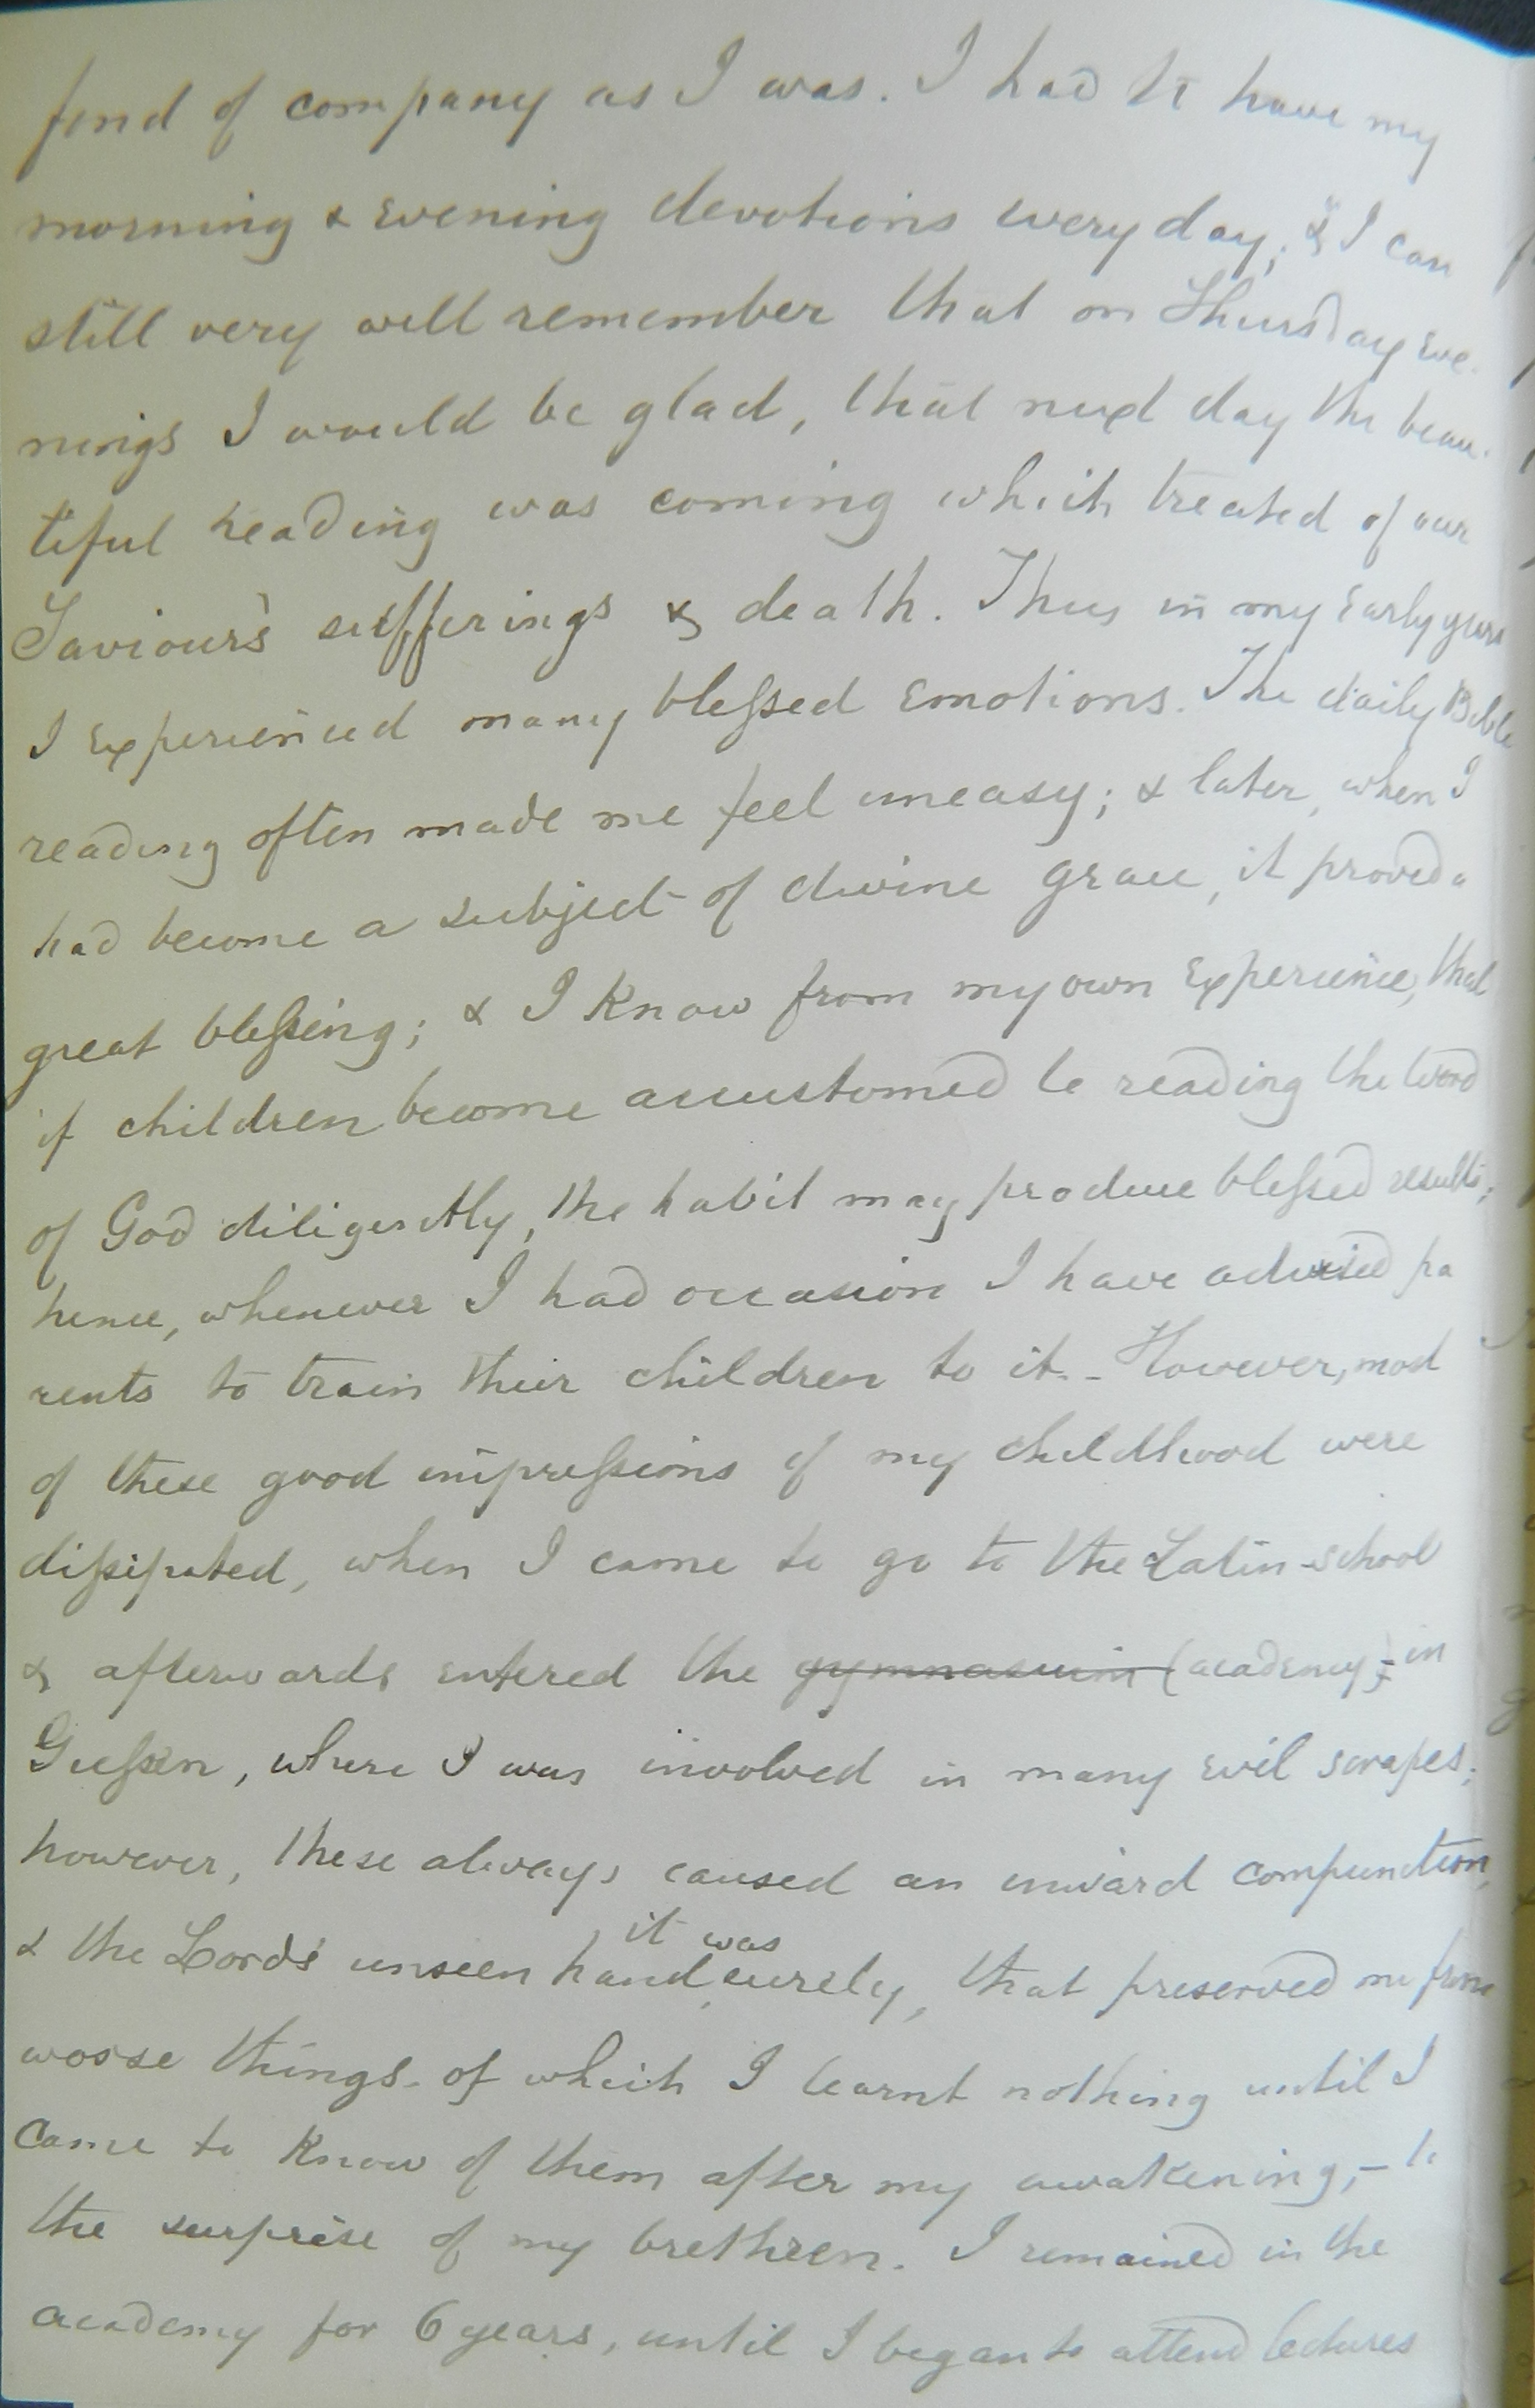 fond of company as I was. I had to have my
morning & evening devotions every day; & I can
still very well remember that on Thursday eve-
nings I would be glad, that next day the beau-
tiful reading was coming which treated of our
Saviour's sufferings & death. Thus in my early years
I experienced many blessed emotions. The daily Bible
reading often made me feel uneasy; & later, when I
had become a subject of divine grace, it proved a
great blessing; & I know from my own experience, that
if children become accustomed to reading the Word
of God diligently, the habit may produce blessed results;
hence, whenever I had occasion I have advised pa
rents to train their children to it. - However, most
of these good impressions of my childhood were
dissipated, when I came to go to the Latin-school
& afterwards entered the gymnasium (academy) in
Giessen, where I was involved in many evil scrapes;
however, these always caused an inward compunction,
& the Lord's unseen hand it was surely, that preserved me from
worse things - of which I learnt nothing until I
came to know of them after my awakening, - to
the surprise of my brethren. I remained in the
academy for 6 years, until I began to attend lectures